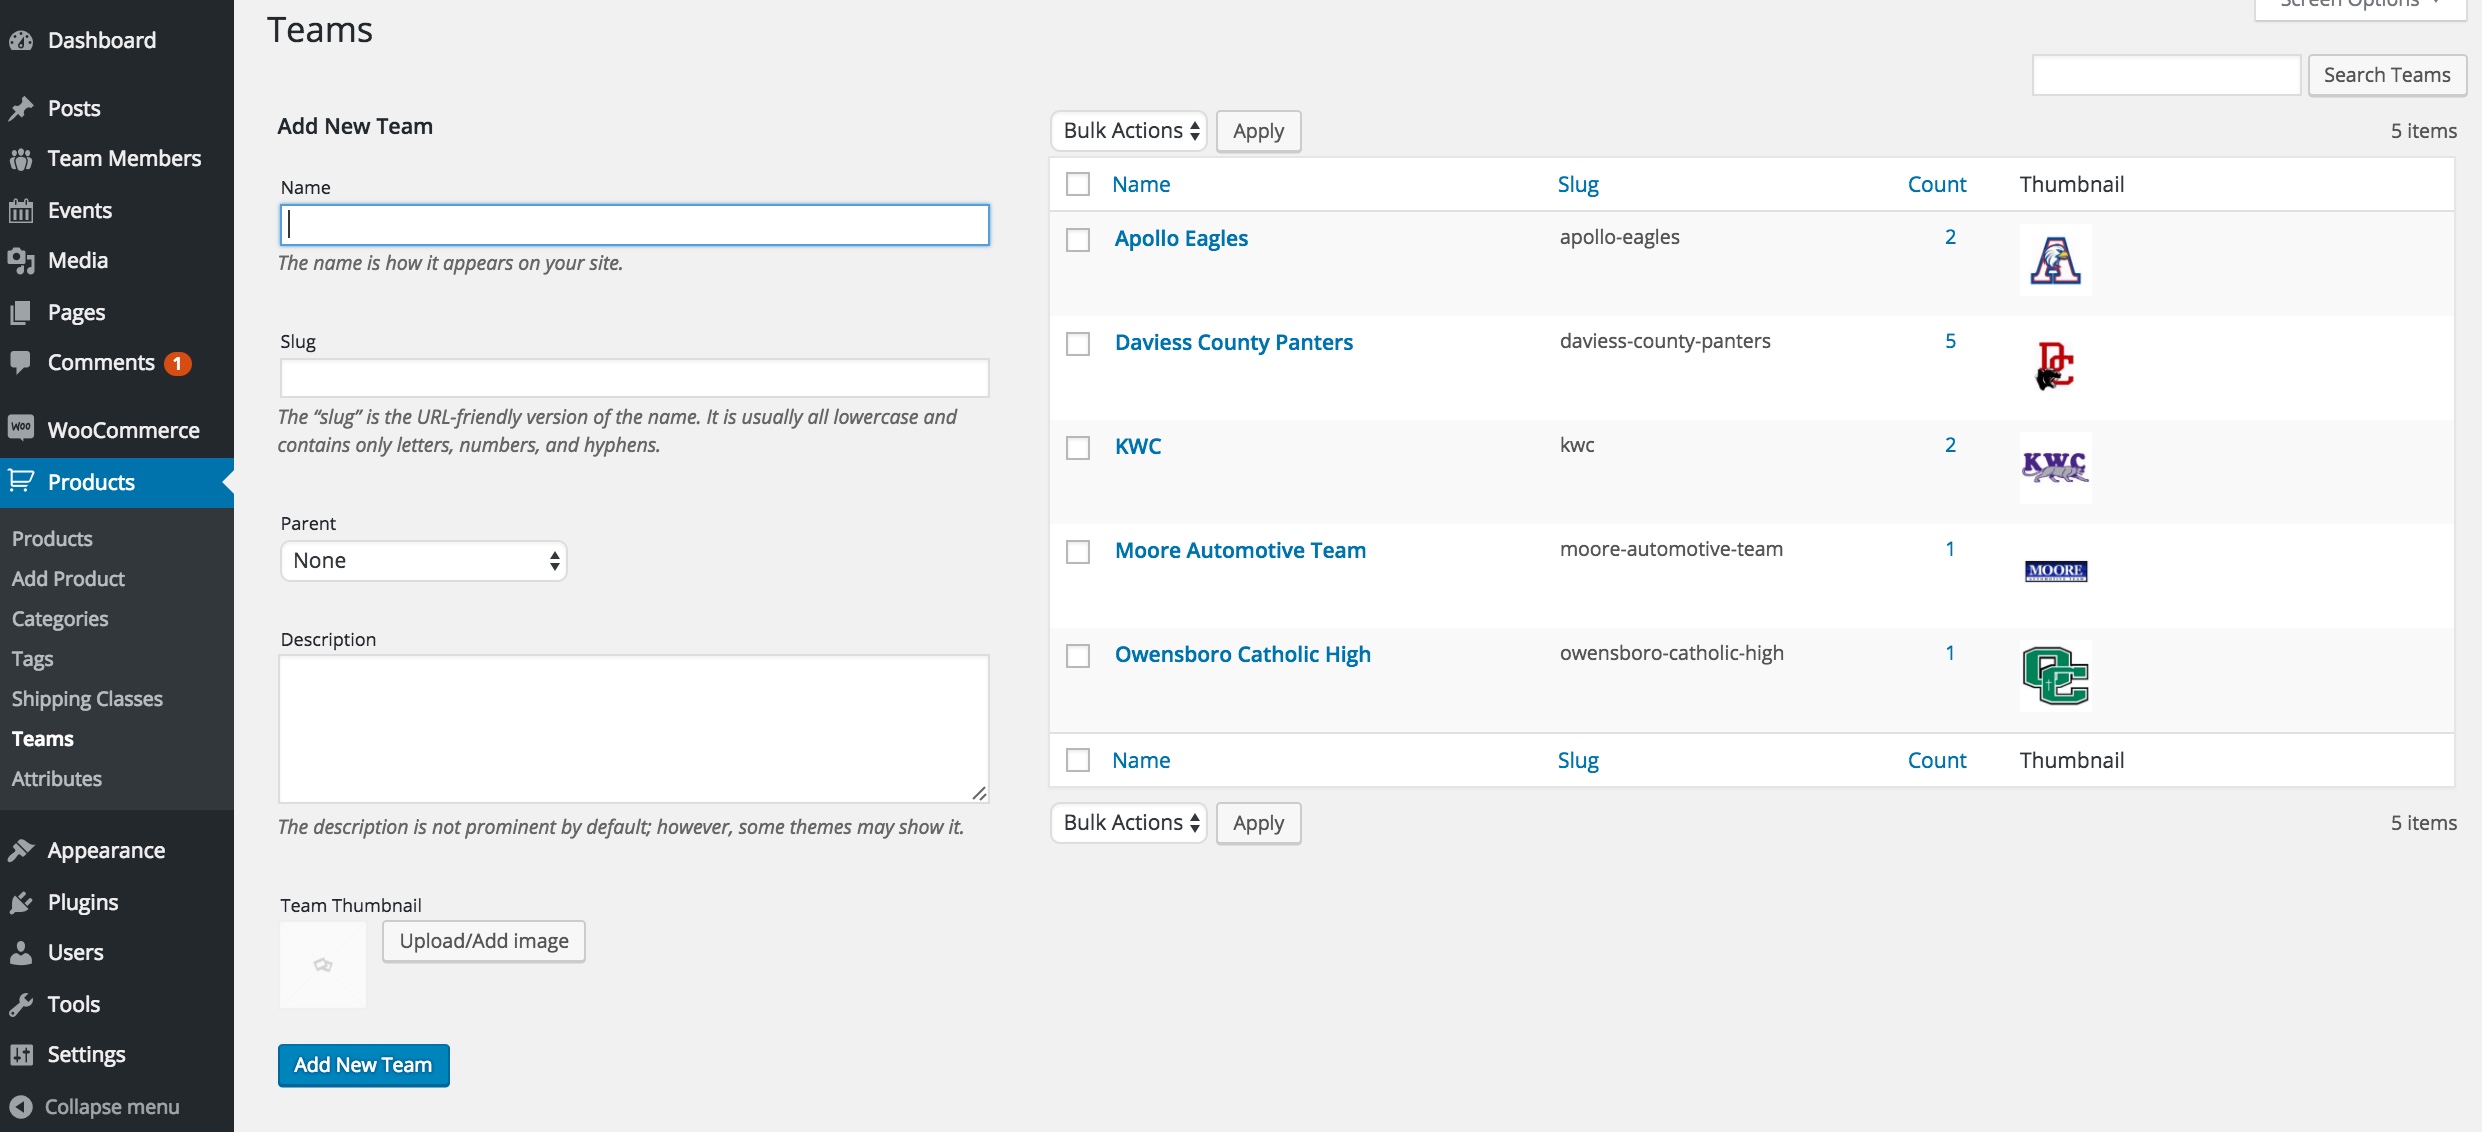 Dashboard
Posts
Team Members
Events
Media
Pages
Comments 1
WooCommerce
Products
Products
Add Product
Categories
Tags
Shipping Classes
Teams
Attributes
Appearance
Plugins
Users
Tools
Settings
Collapse menu
Teams
Screen Options
Search Teams
Add New Team
Name
The name is how it appears on your site.
Slug
The “slug” is the URL-friendly version of the name. It is usually all lowercase and
contains only letters, numbers, and hyphens.
Parent
None
Description
The description is not prominent by default; however, some themes may show it.
Team Thumbnail
Upload/Add image
Add New Team
Bulk Actions Apply 5 items
Name Slug Count Thumbnail
Apollo Eagles apollo-eagles 2 A
Daviess County Panters daviess-county-panters 5 DC
KWC kwc 2 KWC
Moore Automotive Team moore-automotive-team 1 MOORE
Owensboro Catholic High owensboro-catholic-high 1 OC
Name Slug Count Thumbnail
Bulk Actions Apply 5 items